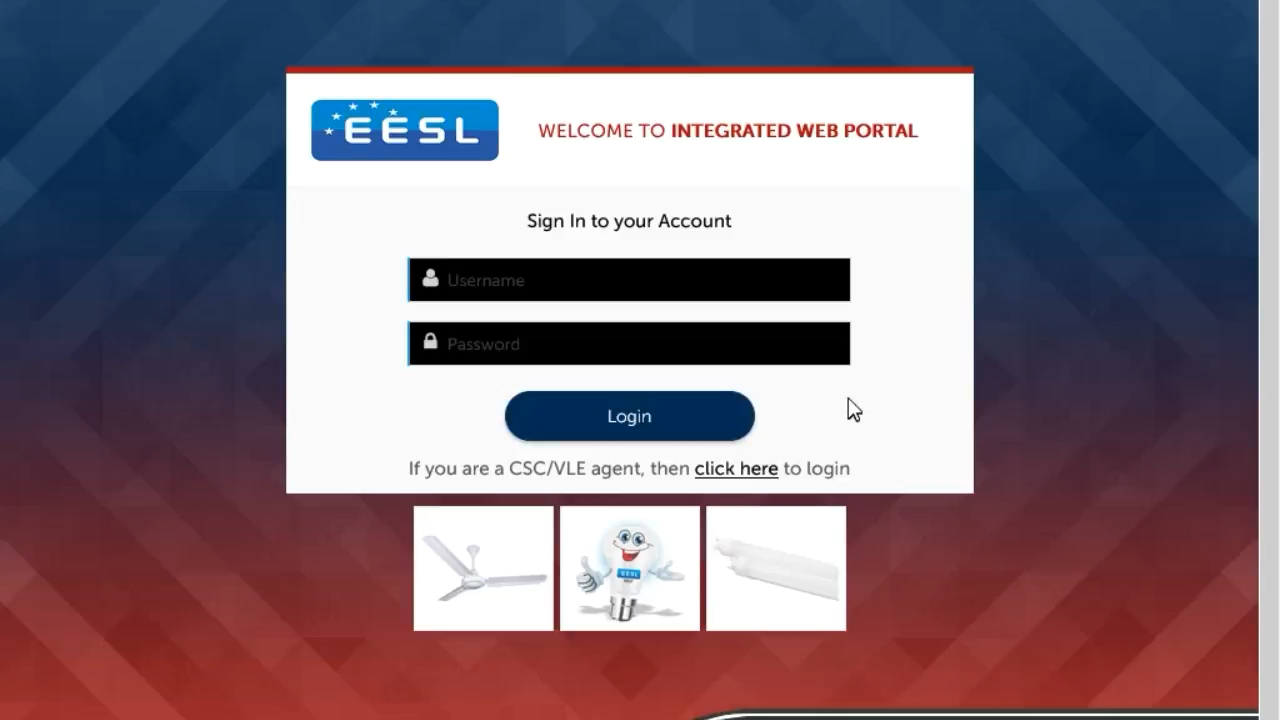 EESL
WELCOME TO INTEGRATED WEB PORTAL
Sign In to your Account
Username
Password
Login
If you are a CSC/VLE agent, then click here to login
EESL